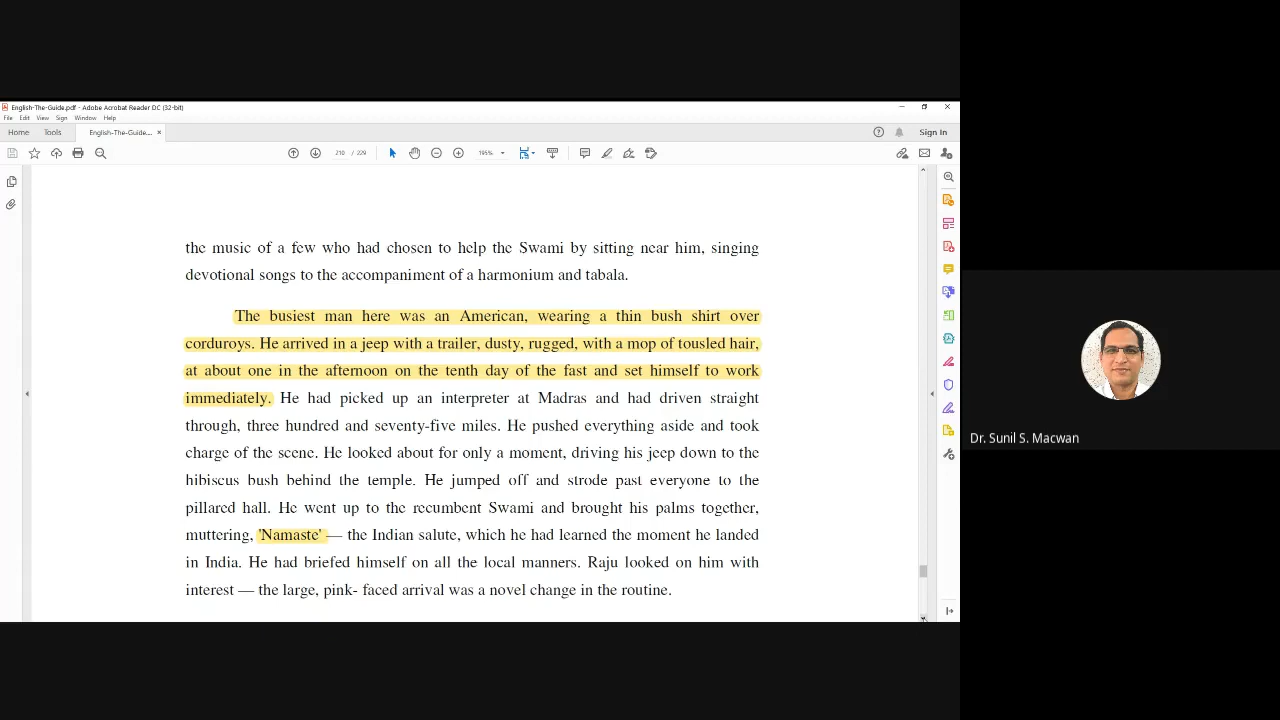 English-The-Guide.pdf - Adobe Acrobat Reader DC (32-bit)
File Edit View Sign Window Help
Home Tools English-The-Guide.... × Sign In
210 / 229 195%
the music of a few who had chosen to help the Swami by sitting near him, singing
devotional songs to the accompaniment of a harmonium and tabala.
The busiest man here was an American, wearing a thin bush shirt over
corduroys. He arrived in a jeep with a trailer, dusty, rugged, with a mop of tousled hair,
at about one in the afternoon on the tenth day of the fast and set himself to work
immediately. He had picked up an interpreter at Madras and had driven straight
through, three hundred and seventy-five miles. He pushed everything aside and took
charge of the scene. He looked about for only a moment, driving his jeep down to the
hibiscus bush behind the temple. He jumped off and strode past everyone to the
pillared hall. He went up to the recumbent Swami and brought his palms together,
muttering, 'Namaste' — the Indian salute, which he had learned the moment he landed
in India. He had briefed himself on all the local manners. Raju looked on him with
interest — the large, pink- faced arrival was a novel change in the routine.
Dr. Sunil S. Macwan